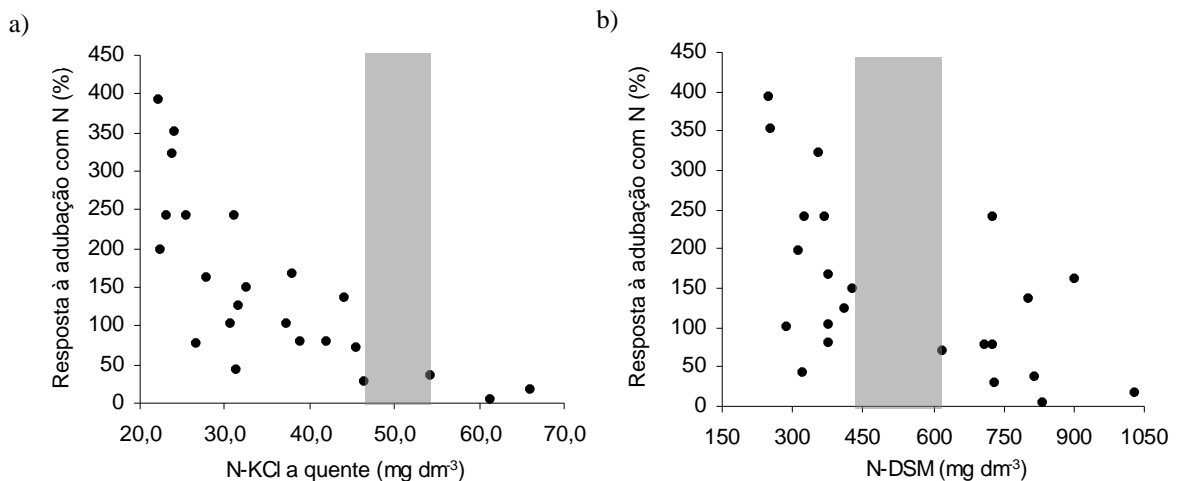 a)
Resposta à adubação com N (%)
450
400
350
300
250
200
150
100
50
0
20,0 30,0 40,0 50,0 60,0 70,0
N-KCl a quente (mg dm-3)
b)
Resposta à adubação com N (%)
450
400
350
300
250
200
150
100
50
0
150 300 450 600 750 900 1050
N-DSM (mg dm-3)